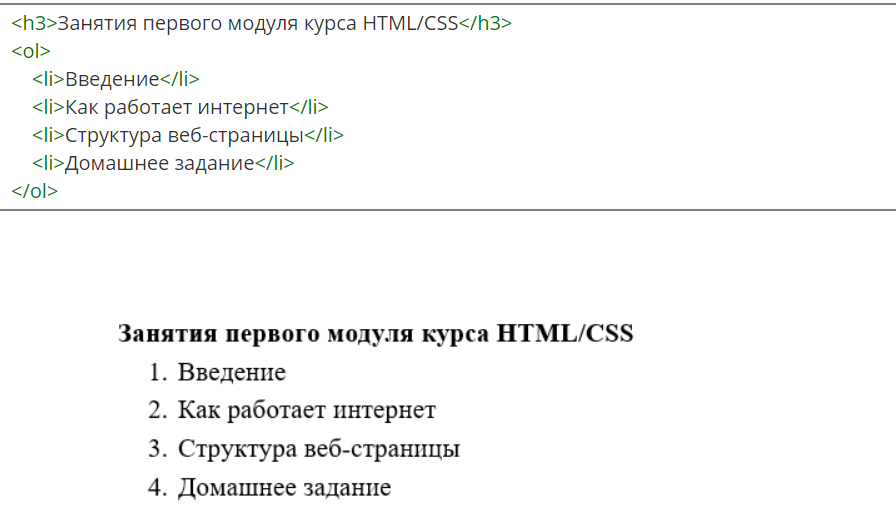 <h3>Занятия первого модуля курса HTML/CSS</h3>
<ol>
<li>Введение</li>
<li>Как работает интернет</li>
<li>Структура веб-страницы</li>
<li>Домашнее задание</li>
</ol>
Занятия первого модуля курса HTML/CSS
1. Введение
2. Как работает интернет
3. Структура веб-страницы
4. Домашнее задание